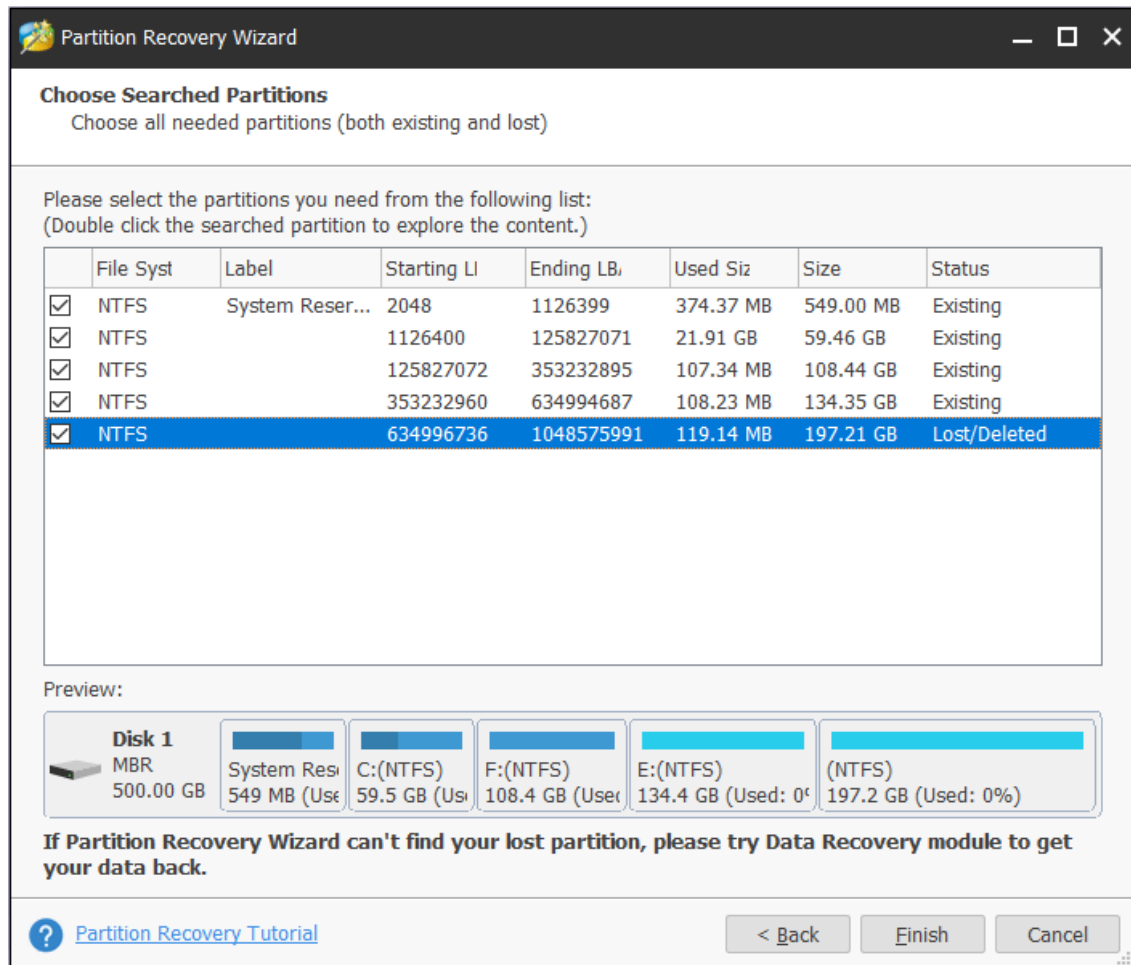 Partition Recovery Wizard
Choose Searched Partitions
Choose all needed partitions (both existing and lost)
Please select the partitions you need from the following list:
(Double click the searched partition to explore the content.)
File Syst Label Starting LI Ending LB, Used Siz Size Status
NTFS System Reser... 2048 1126399 374.37 MB 549.00 MB Existing
NTFS 1126400 125827071 21.91 GB 59.46 GB Existing
NTFS 125827072 353232895 107.34 MB 108.44 GB Existing
NTFS 353232960 634994687 108.23 MB 134.35 GB Existing
NTFS 634996736 1048575991 119.14 MB 197.21 GB Lost/Deleted
Preview:
Disk 1
MBR
500.00 GB
System Res
549 MB (Use
C:(NTFS)
59.5 GB (Us
F:(NTFS)
108.4 GB (Used
E:(NTFS)
134.4 GB (Used: 0
(NTFS)
197.2 GB (Used: 0%)
If Partition Recovery Wizard can't find your lost partition, please try Data Recovery module to get
your data back.
? Partition Recovery Tutorial
< Back Finish Cancel